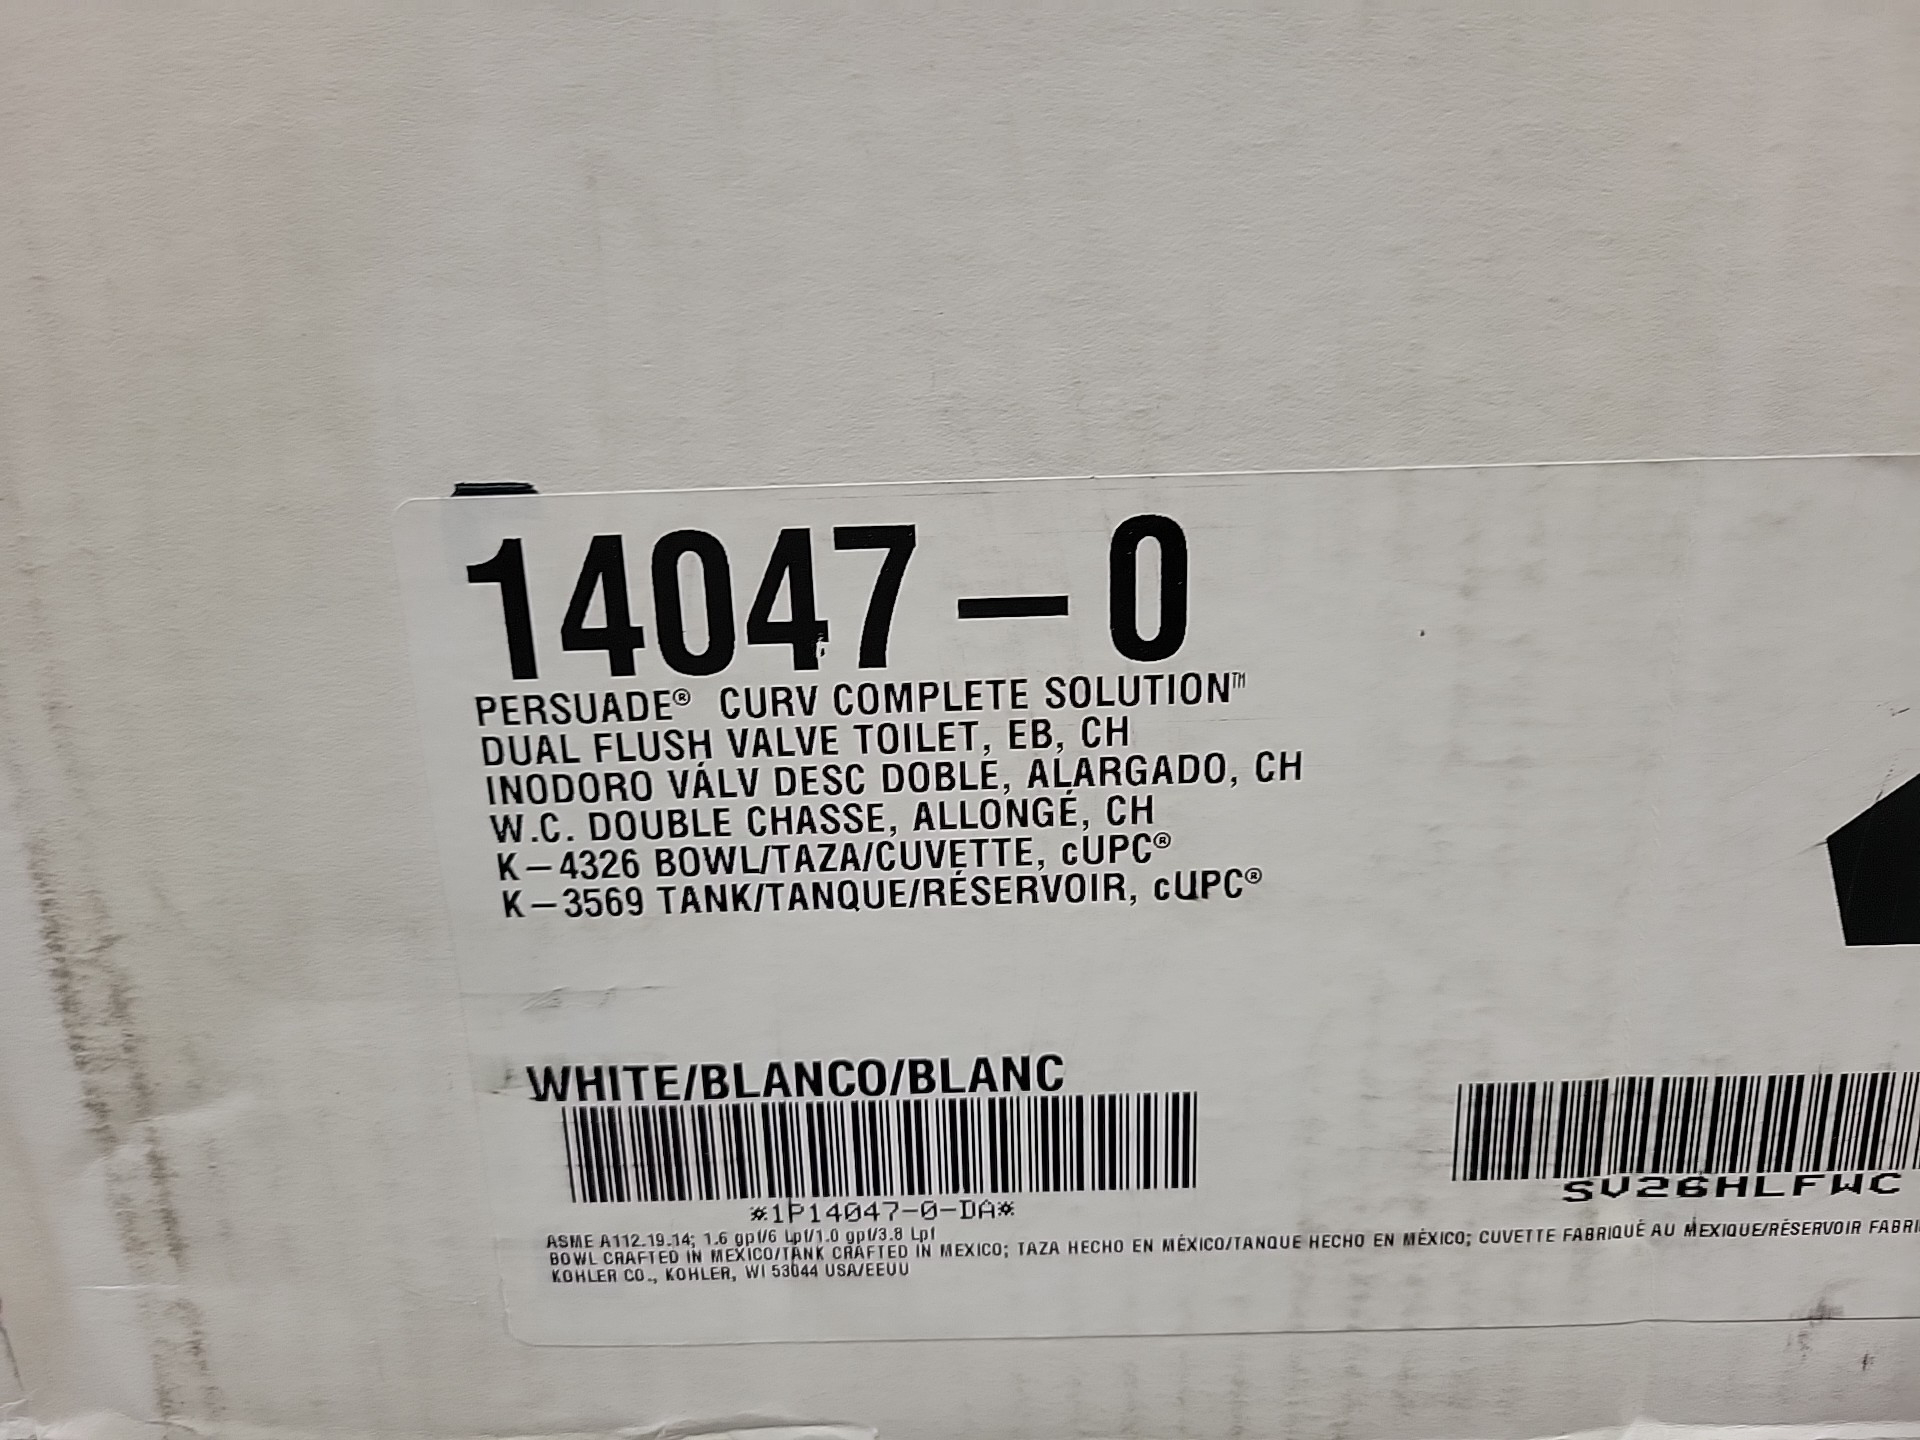 14047-0
PERSUADE® CURV COMPLETE SOLUTION™
DUAL FLUSH VALVE TOILET, EB, CH
INODORO VÁLV DESC DOBLE, ALARGADO, CH
W.C. DOUBLE CHASSE, ALLONGÉ, CH
K-4326 BOWL/TAZA/CUVETTE, cUPC®
K-3569 TANK/TANQUE/RÉSERVOIR, cUPC®
WHITE/BLANCO/BLANC
*1P14047-0-DA*
SV26HLFWC
ASME A112.19.14; 1.6 gpf/6 Lpf/1.0 gpf/3.8 Lpf
BOWL CRAFTED IN MEXICO/TANK CRAFTED IN MEXICO; TAZA HECHO EN MÉXICO/TANQUE HECHO EN MÉXICO; CUVETTE FABRIQUÉ AU MEXIQUE/RÉSERVOIR FABRI
KOHLER CO., KOHLER, WI 53044 USA/EEUU